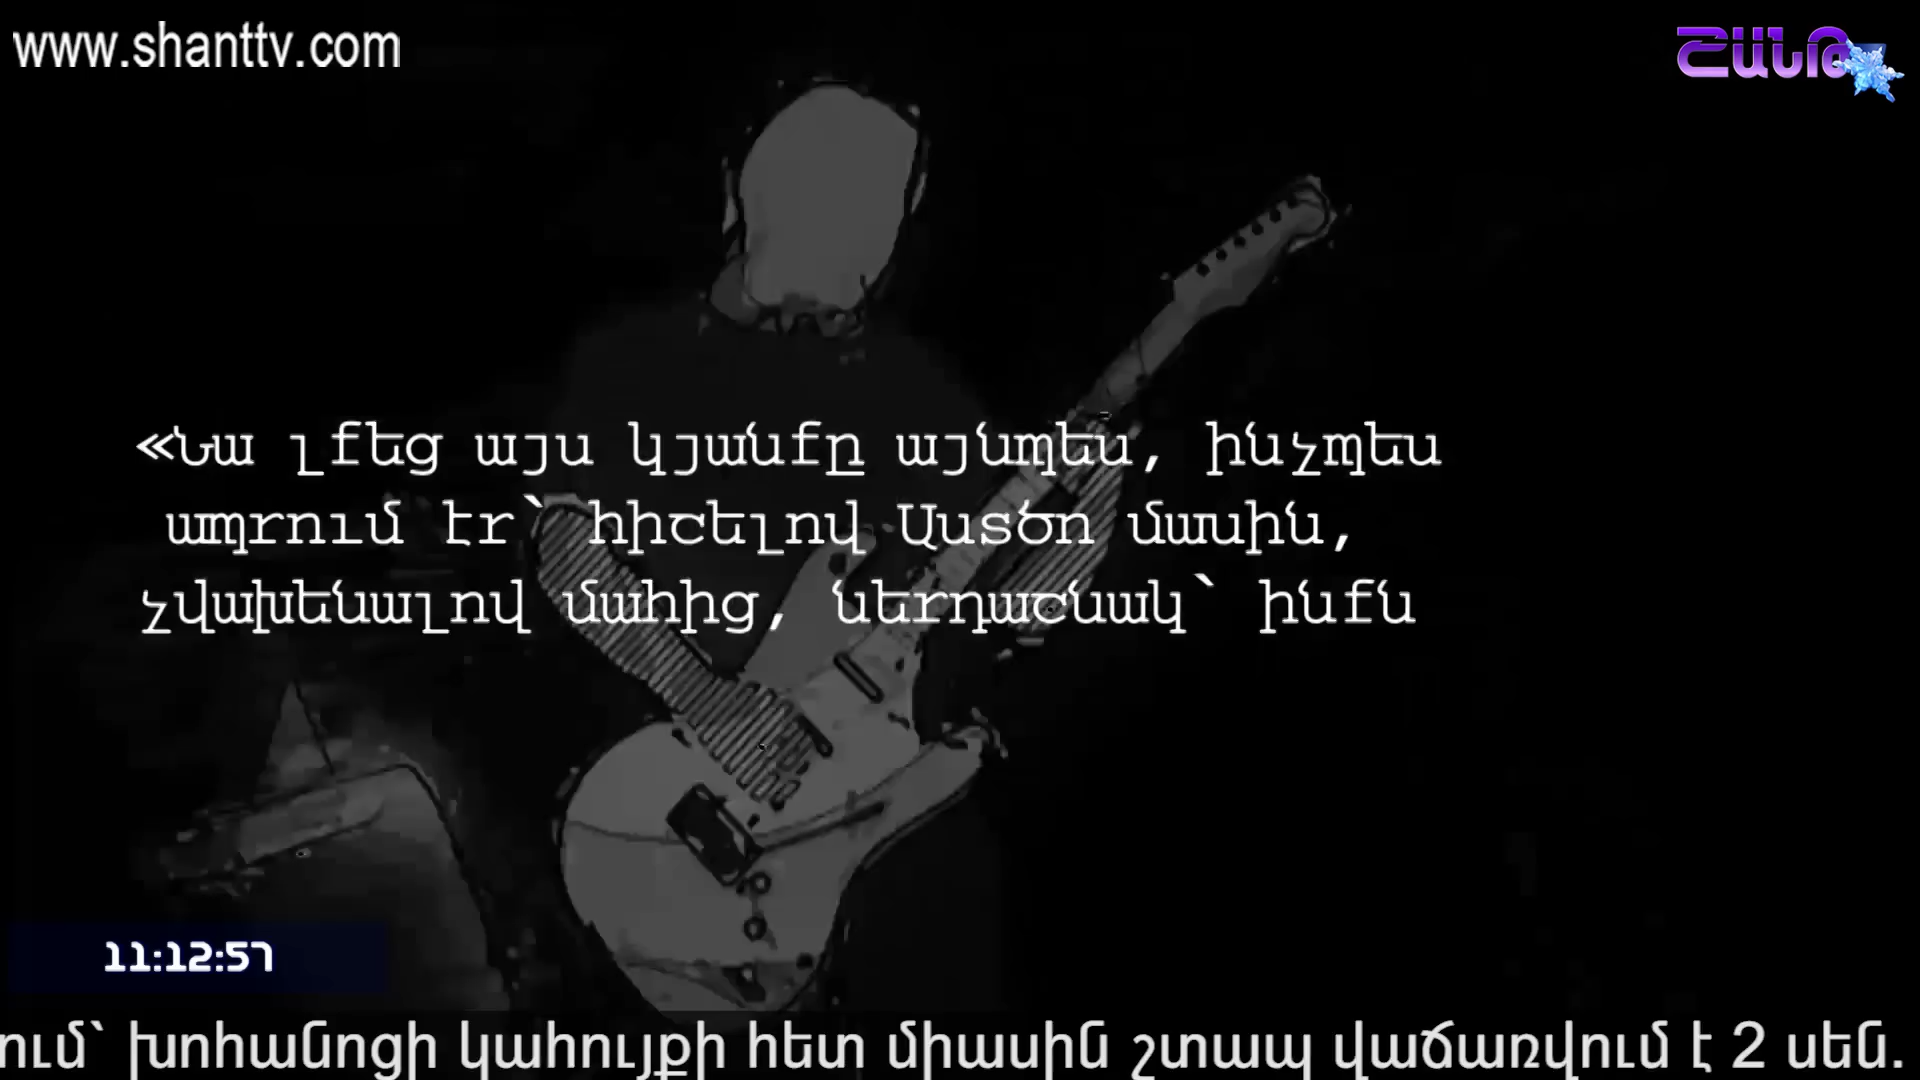 www.shanttv.com
ՇԱՆԹ
«Նա լքեց այս կյանքը այնպես, ինչպես
ապրում էր՝ հիշելով Աստծո մասին,
չվախենալով մահից, ներդաշնակ՝ ինքն
11:12:57
ում՝ խոհանոցի կահույքի հետ միասին շտապ վաճառվում է 2 սեն.